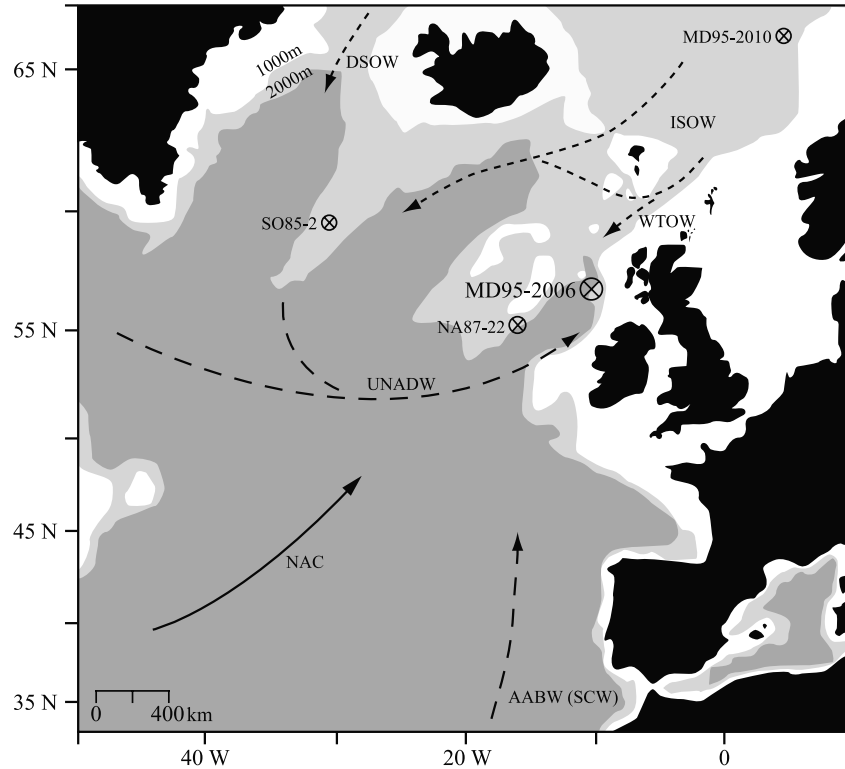 MD95-2010
65 N
1000m
2000m
DSOW
ISOW
SO85-2
WTOW
MD95-2006
NA87-22
55 N
UNADW
45 N
NAC
AABW (SCW)
35 N
0 400 km
40 W 20 W 0